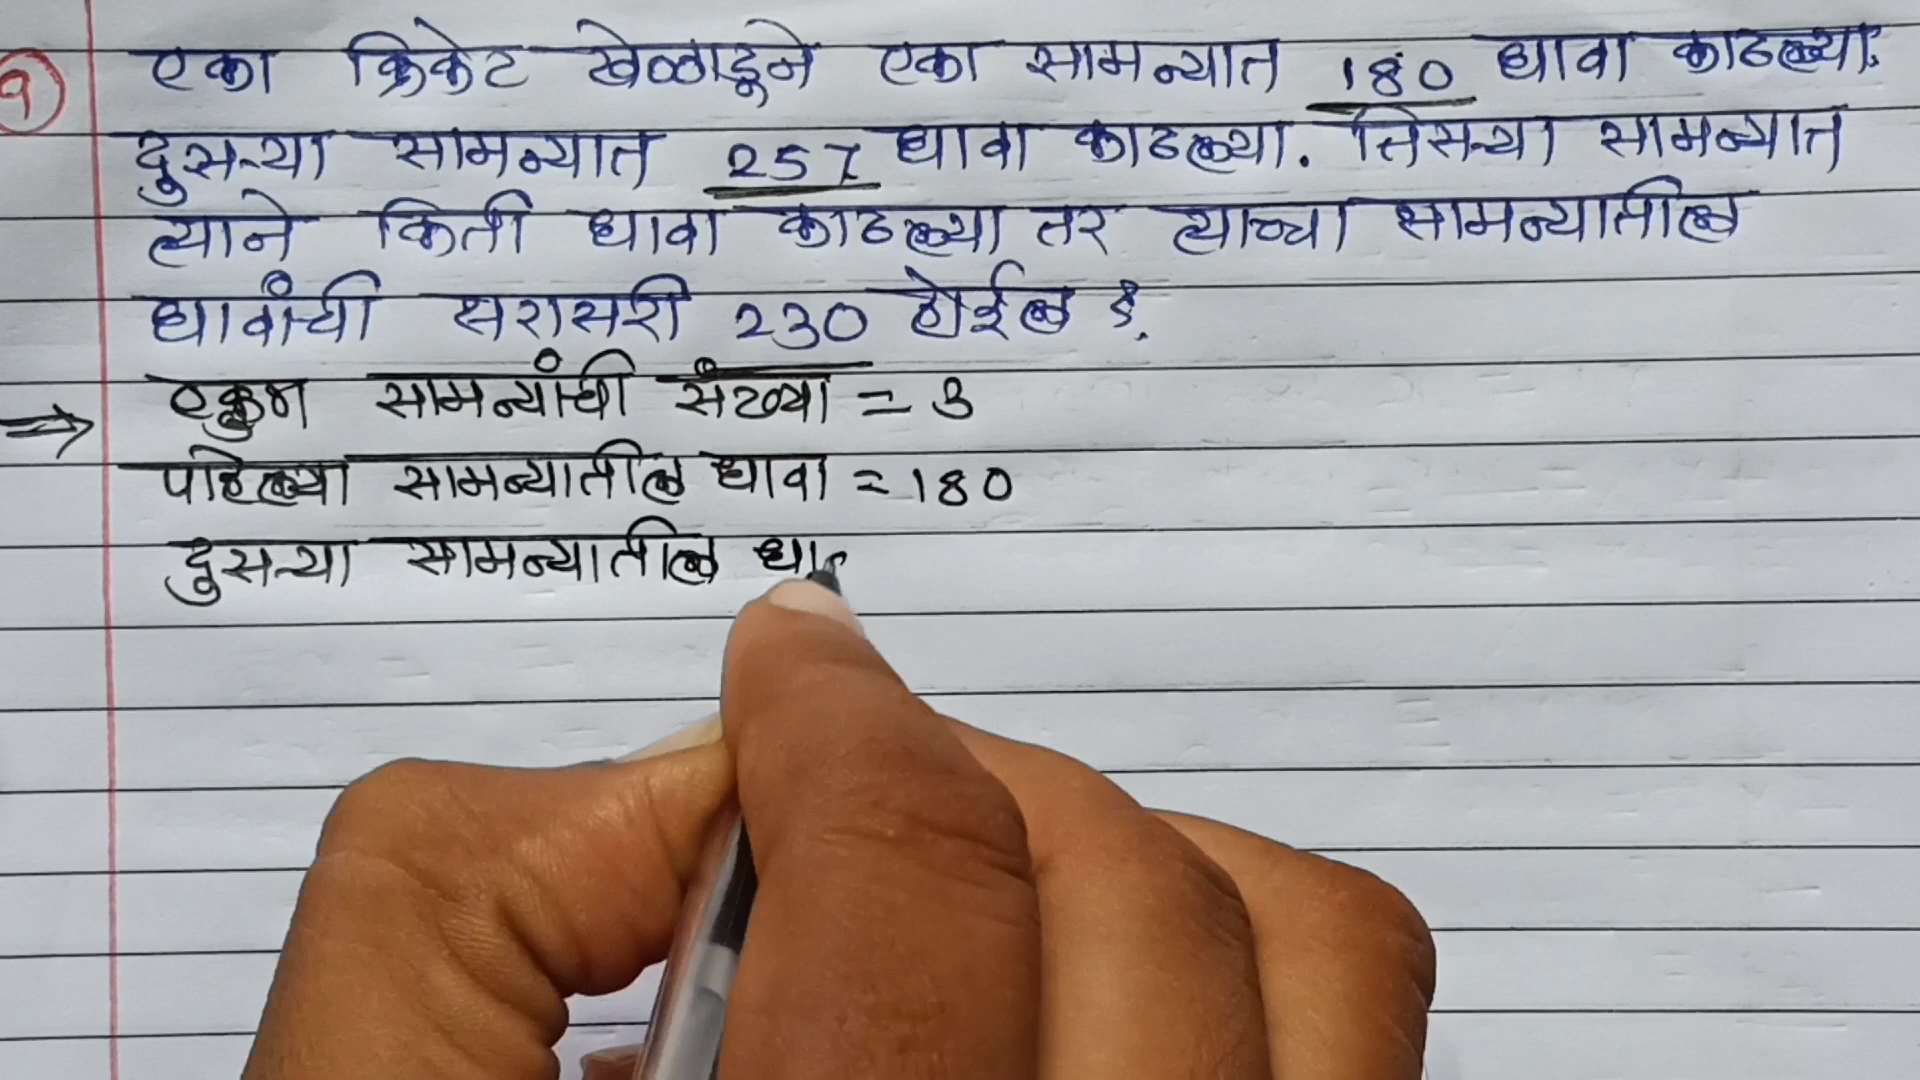 १ एका क्रिकेट खेळाडूने एका सामन्यात 180 धावा काढल्या.
दुसऱ्या सामन्यात 257 धावा काढल्या. तिसऱ्या सामन्यात
त्याने किती धावा काढल्या तर त्याच्या सामन्यातील
धावांची सरासरी 230 होईल ?
⇒ एकुण सामन्यांची संख्या = 3
पहिल्या सामन्यातील धावा = 180
दुसऱ्या सामन्यातील धा